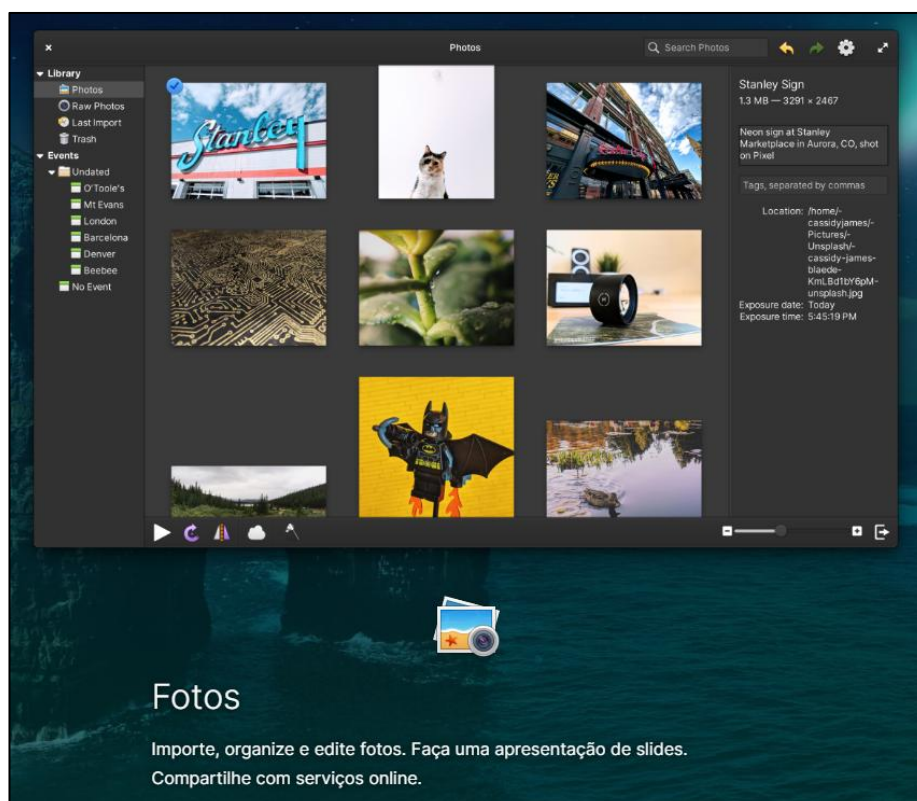 Photos
Search Photos
Library
Photos
Raw Photos
Last Import
Trash
Events
Undated
O'Toole's
Mt Evans
London
Barcelona
Denver
Beebee
No Event
Stanley
Stanley Sign
1.3 MB — 3291 × 2467
Neon sign at Stanley
Marketplace in Aurora, CO, shot
on Pixel
Tags, separated by commas
Location: /home/-
cassidyjames/-
Pictures/-
Unsplash/-
cassidy-james-
blaede-
KmLBd1bY6pM-
unsplash.jpg
Exposure date: Today
Exposure time: 5:45:19 PM
Fotos
Importe, organize e edite fotos. Faça uma apresentação de slides.
Compartilhe com serviços online.